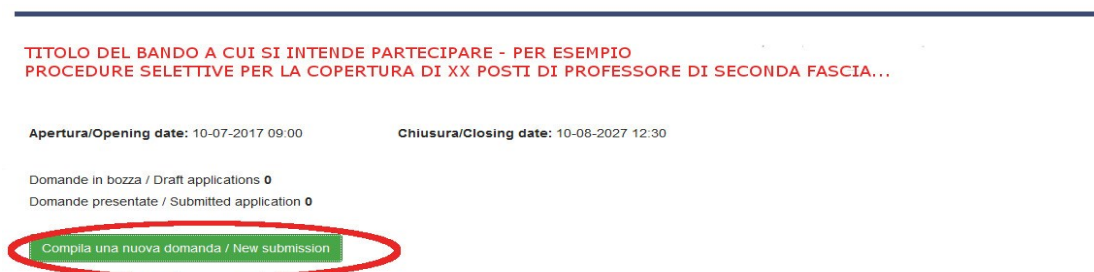 TITOLO DEL BANDO A CUI SI INTENDE PARTECIPARE - PER ESEMPIO
PROCEDURE SELETTIVE PER LA COPERTURA DI XX POSTI DI PROFESSORE DI SECONDA FASCIA...
Apertura/Opening date: 10-07-2017 09:00 Chiusura/Closing date: 10-08-2027 12:30
Domande in bozza / Draft applications 0
Domande presentate / Submitted application 0
Compila una nuova domanda / New submission